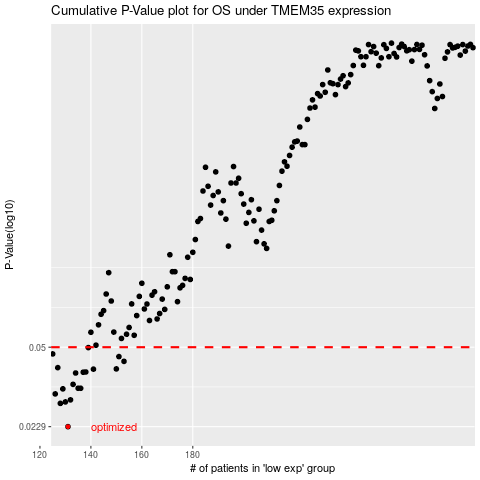 Cumulative P-Value plot for OS under TMEM35 expression
P-Value(log10)
0.05
0.0229
optimized
120 140 160 180
# of patients in 'low exp' group